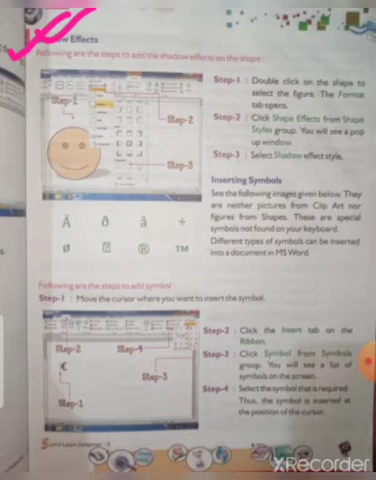 Effects
Following are the steps to add the shadow effects on the shape :
Step-1 : Double click on the shape to
select the figure. The Format
tab opens.
Step-2 : Click Shape Effects from Shape
Styles group. You will see a pop
up window.
Step-3 : Select Shadow effect style.
Step-1
Step-2
Step-3
Inserting Symbols
See the following images given below. They
are neither pictures from Clip Art nor
figures from Shapes. These are special
symbols not found on your keyboard.
Different types of symbols can be inserted
into a document in MS Word.
Ä ð â ÷
Ø ® TM
Following are the steps to add symbol :
Step-1 : Move the cursor where you want to insert the symbol.
Step-2 : Click the Insert tab on the
Ribbon.
Step-3 : Click Symbol from Symbols
group. You will see a list of
symbols on the screen.
Step-4 : Select the symbol that is required.
Thus, the symbol is inserted at
the position of the cursor.
Step-2 Step-4
€ Step-3
Step-1
Let's Learn Computer - 5
XRecorder